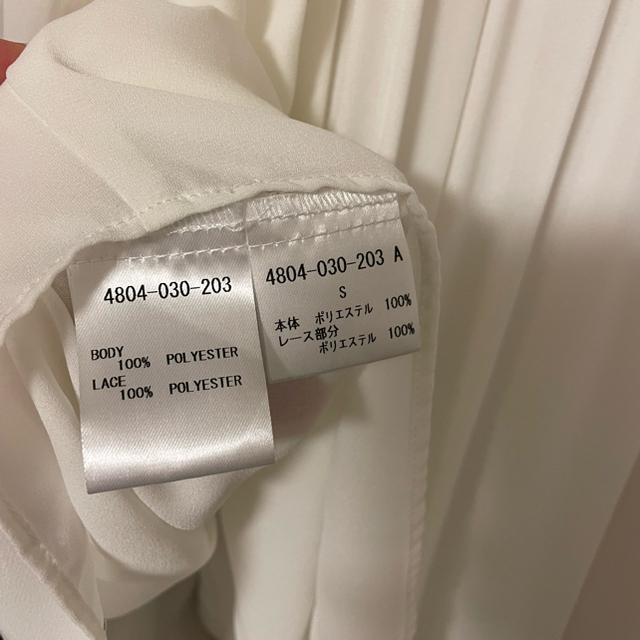 4804-030-203
BODY
100% POLYESTER
LACE
100% POLYESTER
4804-030-203 A
S
本体 ポリエステル 100%
レース部分
ポリエステル 100%